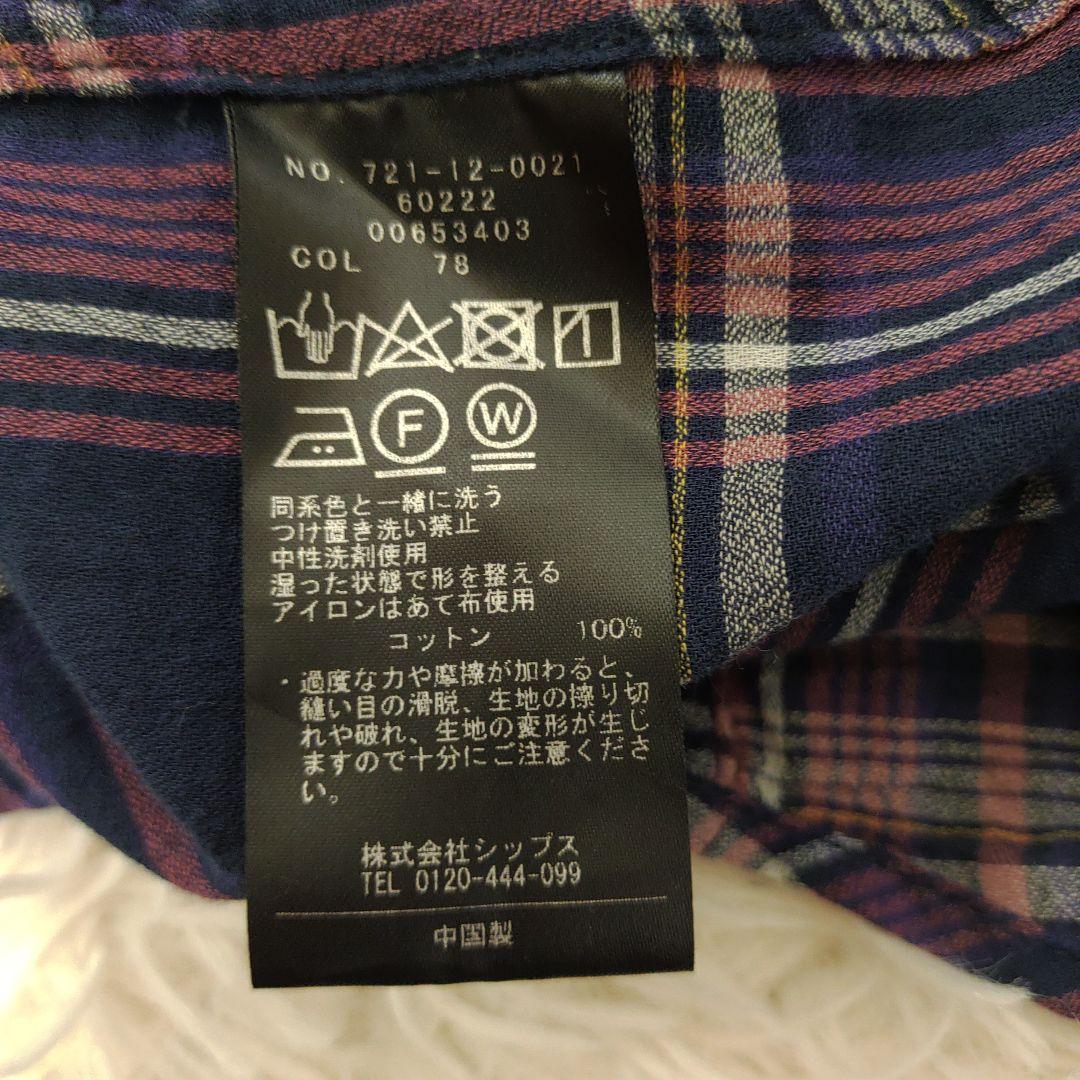 NO. 721-12-0021
60222
00653403
COL 78
F
W
同系色と一緒に洗う
つけ置き洗い禁止
中性洗剤使用
湿った状態で形を整える
アイロンはあて布使用
コットン 100%
・過度な力や摩擦が加わると、
縫い目の滑脱、生地の擦り切
れや破れ、生地の変形が生じ
ますので十分にご注意くださ
い。
株式会社シップス
TEL 0120-444-099
中国製